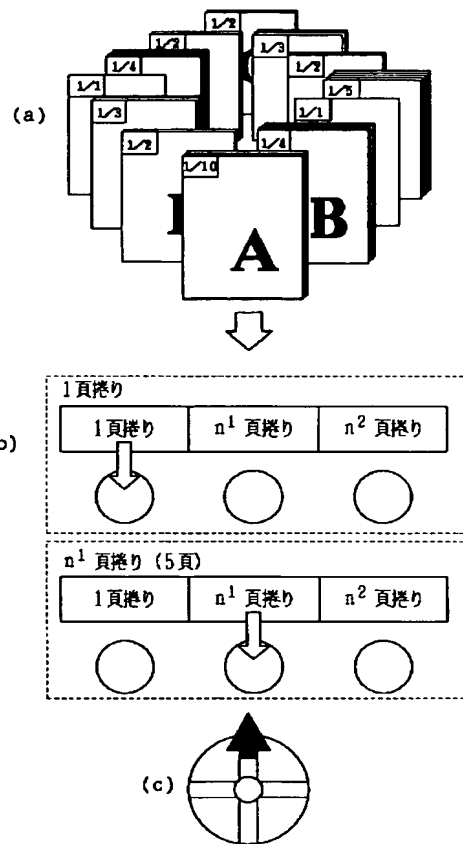 (a)
1/2
1/2
1/3
1/4
1/2
1/1
1/5
1/3
1/1
1/2
1/4
1/10
B
A
b)
1頁捲り
1頁捲り n¹ 頁捲り n² 頁捲り
n¹ 頁捲り (5頁)
1頁捲り n¹ 頁捲り n² 頁捲り
(c)